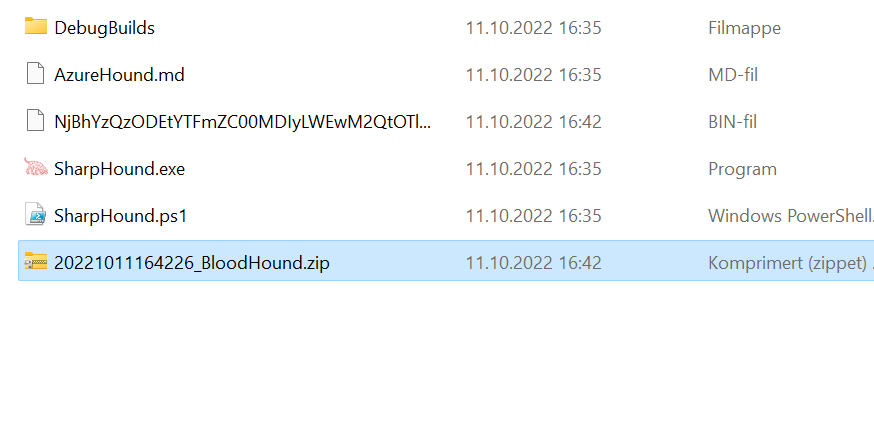 DebugBuilds 11.10.2022 16:35 Filmappe
AzureHound.md 11.10.2022 16:35 MD-fil
NjBhYzQzODEtYTFmZC00MDIyLWEwM2QtOTl... 11.10.2022 16:42 BIN-fil
SharpHound.exe 11.10.2022 16:35 Program
SharpHound.ps1 11.10.2022 16:35 Windows PowerShell.
20221011164226_BloodHound.zip 11.10.2022 16:42 Komprimert (zippet) .